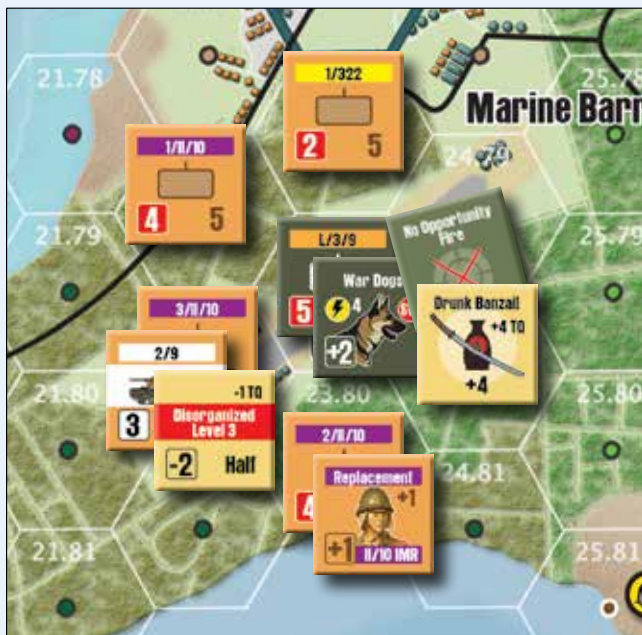 21.78
25.78
1/322
2
5
Marine Barr
1/II/10
4
5
24.79
21.79
25.79
L/3/9
5
No Opportunity
Fire
War Dogs
4
+2
Drunk Banzai!
+4 TQ
+4
3/II/10
2/9
3
-1 TQ
Disorganized
Level 3
-2
Half
21.80
23.80
25.80
2/II/10
4
24.81
Replacement
+1
+1
II/10 IMR
21.81
25.81